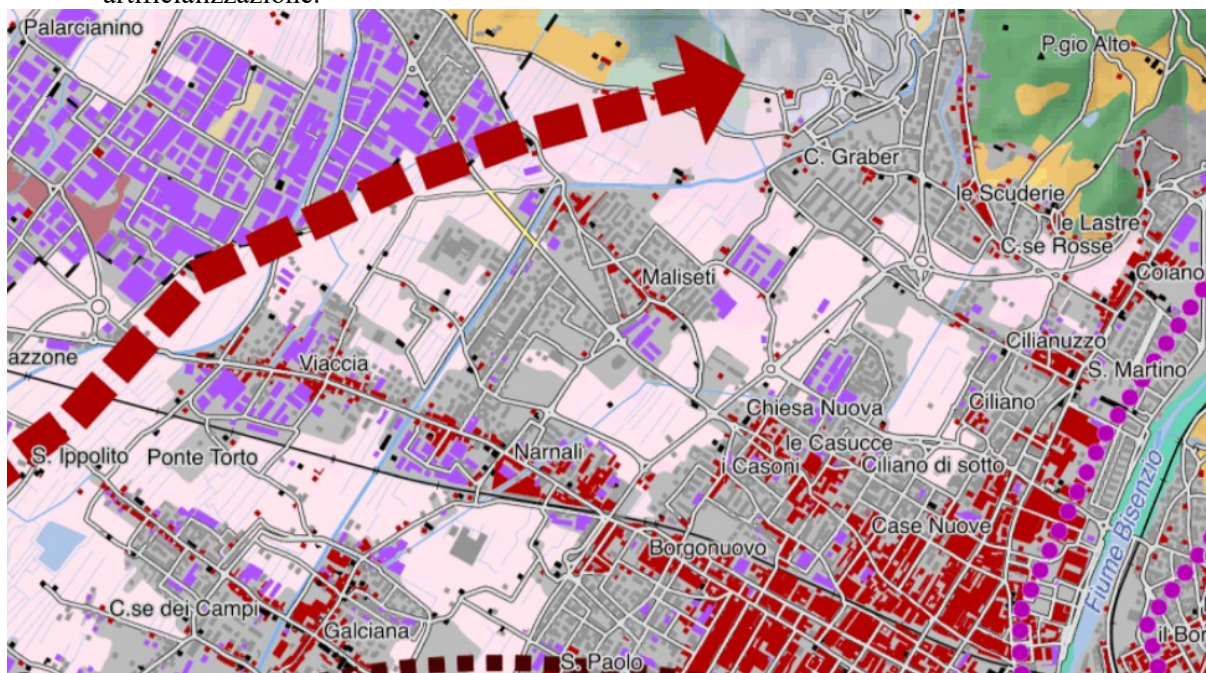 artificianizzazione.
Palarcianino
P.gio Alto
C. Graber
le Scuderie
le Lastre
C.se Rosse
Coiano
Maliseti
Cilianuzzo
azzone
Viaccia
S. Martino
Ciliano
Chiesa Nuova
le Casucce
S. Ippolito
Ponte Torto
Narnali
i Casoni
Ciliano di sotto
Case Nuove
Borgonuovo
Fiume Bisenzio
C.se dei Campi
Galciana
S. Paolo
il Bor